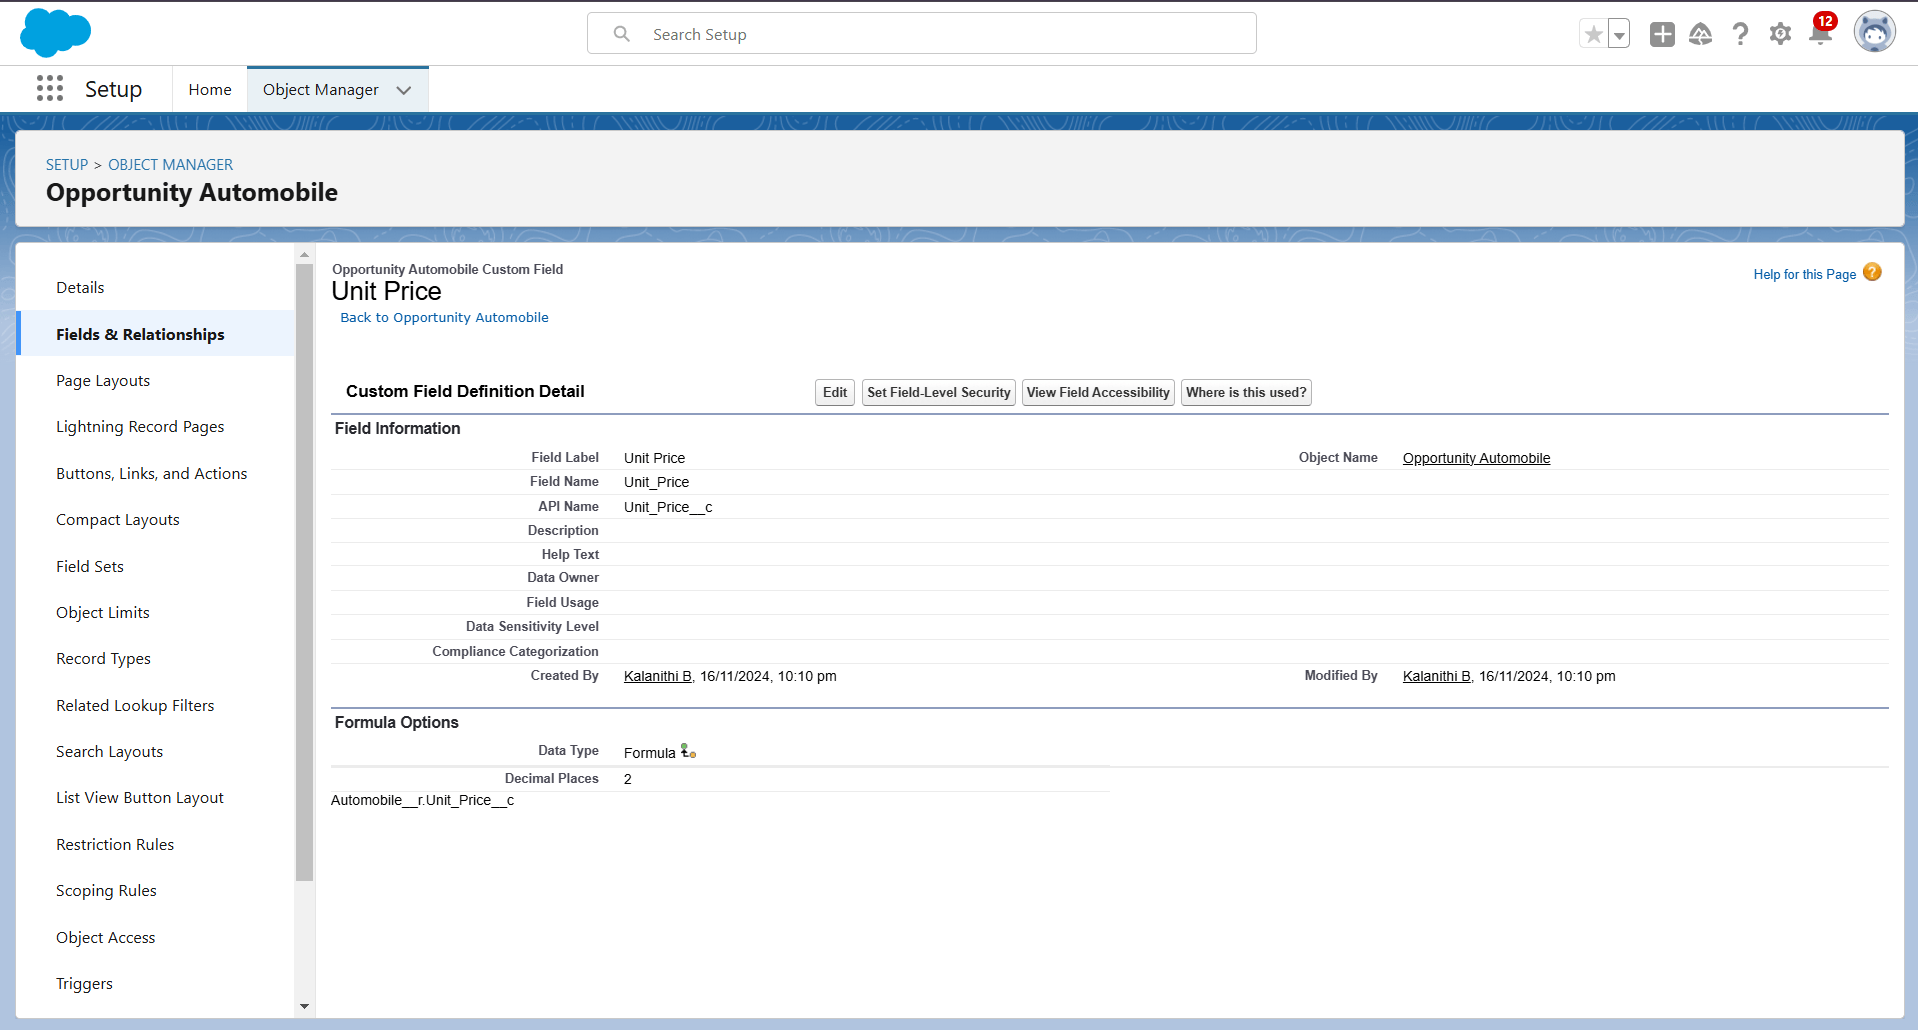 Search Setup
12
Setup
Home
Object Manager
SETUP > OBJECT MANAGER
Opportunity Automobile
Details
Fields & Relationships
Page Layouts
Lightning Record Pages
Buttons, Links, and Actions
Compact Layouts
Field Sets
Object Limits
Record Types
Related Lookup Filters
Search Layouts
List View Button Layout
Restriction Rules
Scoping Rules
Object Access
Triggers
Opportunity Automobile Custom Field
Unit Price
Back to Opportunity Automobile
Help for this Page ?
Custom Field Definition Detail Edit Set Field-Level Security View Field Accessibility Where is this used?
Field Information
Field Label Unit Price Object Name Opportunity Automobile
Field Name Unit_Price
API Name Unit_Price__c
Description
Help Text
Data Owner
Field Usage
Data Sensitivity Level
Compliance Categorization
Created By Kalanithi B, 16/11/2024, 10:10 pm Modified By Kalanithi B, 16/11/2024, 10:10 pm
Formula Options
Data Type Formula
Decimal Places 2
Automobile__r.Unit_Price__c